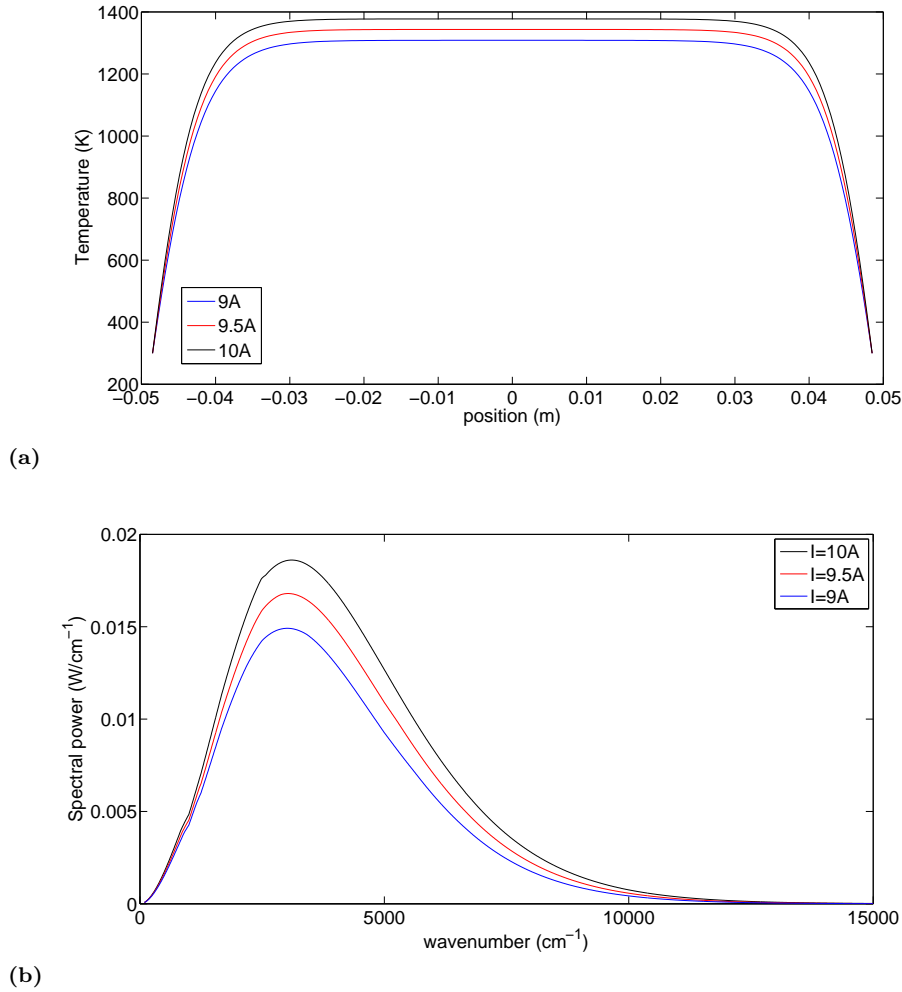 1400
1200
1000
800
600
400
200
Temperature (K)
9A
9.5A
10A
−0.05 −0.04 −0.03 −0.02 −0.01 0 0.01 0.02 0.03 0.04 0.05
position (m)
(a)
0.02
0.015
0.01
0.005
0
Spectral power (W/cm⁻¹)
I=10A
I=9.5A
I=9A
0 5000 10000 15000
wavenumber (cm⁻¹)
(b)